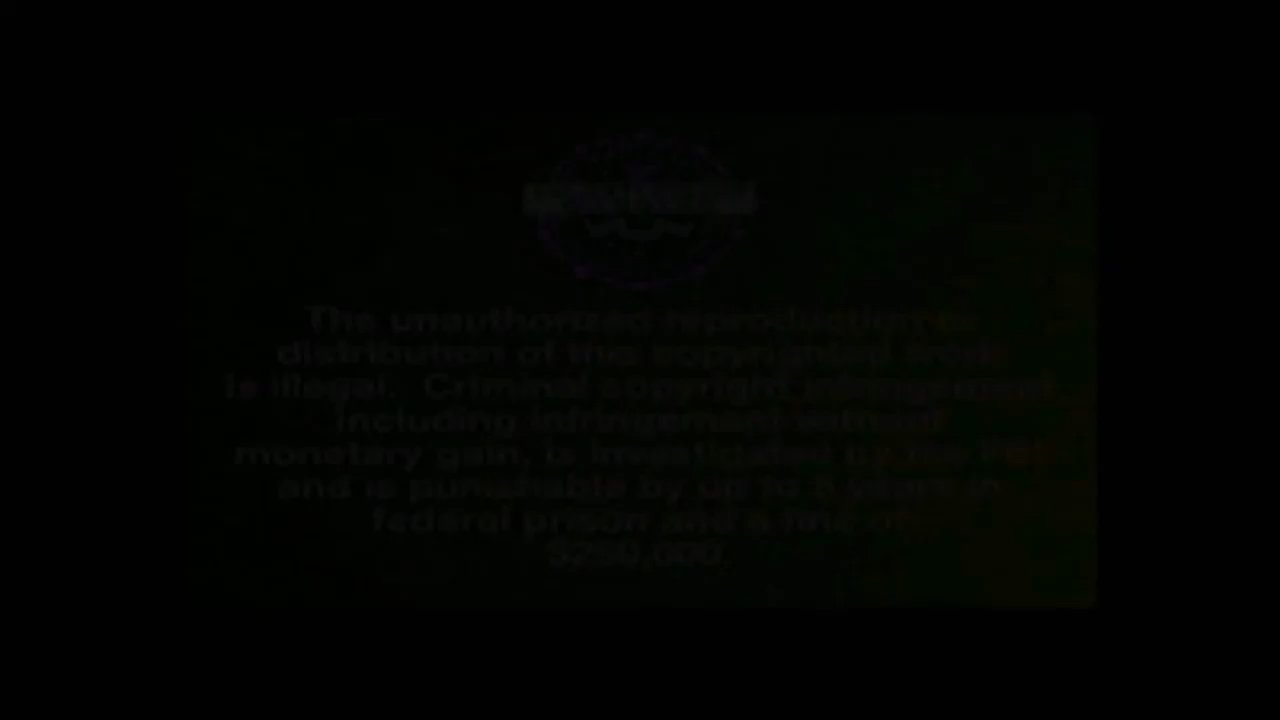 The unauthorized reproduction or
distribution of this copyrighted work
is illegal. Criminal copyright infringement,
including infringement without
monetary gain, is investigated by the FBI
and is punishable by up to 5 years in
federal prison and a fine of
$250,000